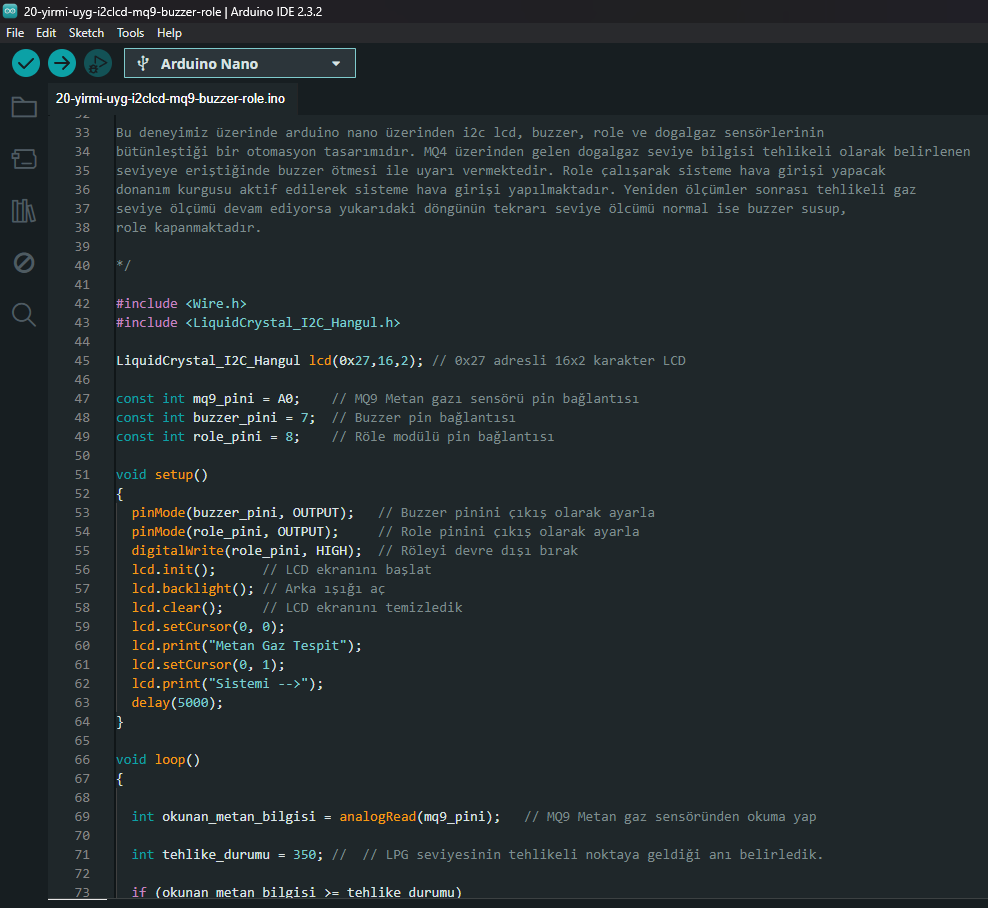 20-yirmi-uyg-i2clcd-mq9-buzzer-role | Arduino IDE 2.3.2
File Edit Sketch Tools Help
Arduino Nano
20-yirmi-uyg-i2clcd-mq9-buzzer-role.ino
32
33 Bu deneyimiz üzerinde arduino nano üzerinden i2c lcd, buzzer, role ve dogalgaz sensörlerinin
34 bütünleştiği bir otomasyon tasarımıdır. MQ4 üzerinden gelen dogalgaz seviye bilgisi tehlikeli olarak belirlenen
35 seviyeye eriştiğinde buzzer ötmesi ile uyarı vermektedir. Role çalışarak sisteme hava girişi yapacak
36 donanım kurgusu aktif edilerek sisteme hava girişi yapılmaktadır. Yeniden ölçümler sonrası tehlikeli gaz
37 seviye ölçümü devam ediyorsa yukarıdaki döngünün tekrarı seviye ölcümü normal ise buzzer susup,
38 role kapanmaktadır.
39
40 */
41
42 #include <Wire.h>
43 #include <LiquidCrystal_I2C_Hangul.h>
44
45 LiquidCrystal_I2C_Hangul lcd(0x27,16,2); // 0x27 adresli 16x2 karakter LCD
46
47 const int mq9_pini = A0;    // MQ9 Metan gazı sensörü pin bağlantısı
48 const int buzzer_pini = 7;  // Buzzer pin bağlantısı
49 const int role_pini = 8;    // Röle modülü pin bağlantısı
50
51 void setup()
52 {
53   pinMode(buzzer_pini, OUTPUT);   // Buzzer pinini çıkış olarak ayarla
54   pinMode(role_pini, OUTPUT);     // Role pinini çıkış olarak ayarla
55   digitalWrite(role_pini, HIGH);  // Röleyi devre dışı bırak
56   lcd.init();      // LCD ekranını başlat
57   lcd.backlight(); // Arka ışığı aç
58   lcd.clear();     // LCD ekranını temizledik
59   lcd.setCursor(0, 0);
60   lcd.print("Metan Gaz Tespit");
61   lcd.setCursor(0, 1);
62   lcd.print("Sistemi -->");
63   delay(5000);
64 }
65
66 void loop()
67 {
68
69   int okunan_metan_bilgisi = analogRead(mq9_pini);   // MQ9 Metan gaz sensöründen okuma yap
70
71   int tehlike_durumu = 350; //  // LPG seviyesinin tehlikeli noktaya geldiği anı belirledik.
72
73   if (okunan_metan_bilgisi >= tehlike_durumu)